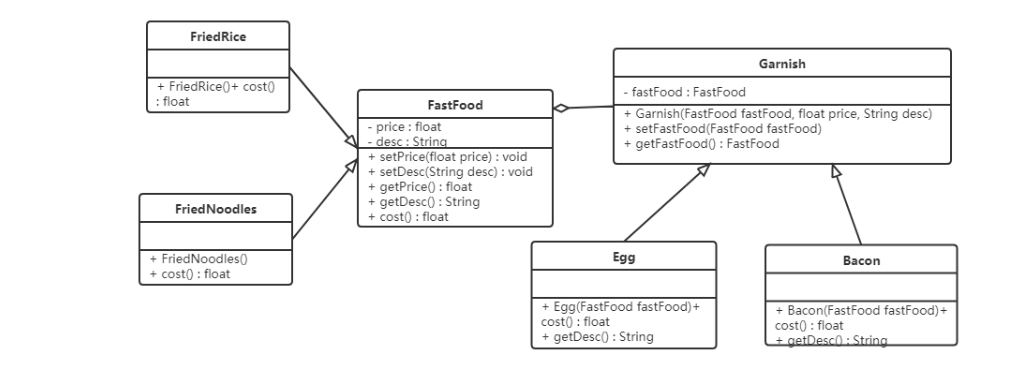 FriedRice
+ FriedRice()+ cost()
: float
FriedNoodles
+ FriedNoodles()
+ cost() : float
FastFood
- price : float
- desc : String
+ setPrice(float price) : void
+ setDesc(String desc) : void
+ getPrice() : float
+ getDesc() : String
+ cost() : float
Garnish
- fastFood : FastFood
+ Garnish(FastFood fastFood, float price, String desc)
+ setFastFood(FastFood fastFood)
+ getFastFood() : FastFood
Egg
+ Egg(FastFood fastFood)+
cost() : float
+ getDesc() : String
Bacon
+ Bacon(FastFood fastFood)+
cost() : float
+ getDesc() : String